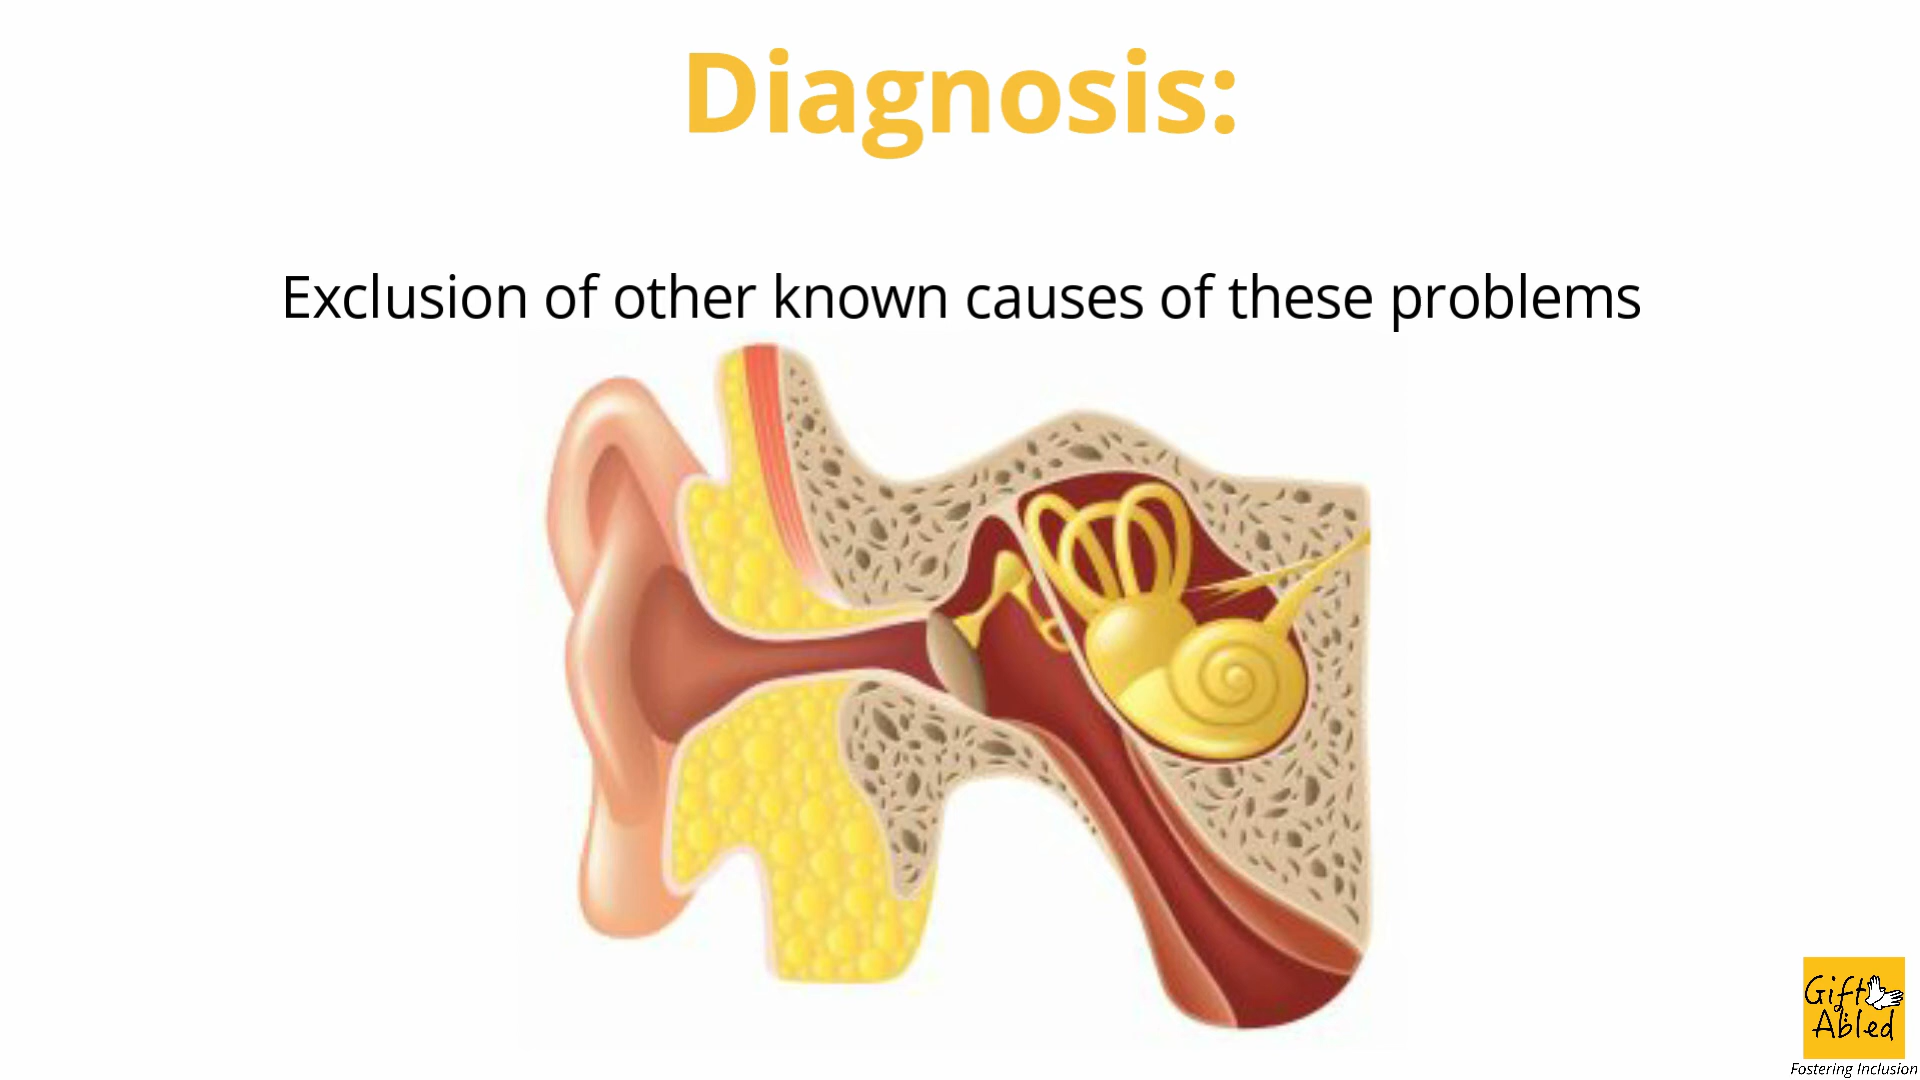 Diagnosis:
Exclusion of other known causes of these problems
Gift
Abled
Fostering Inclusion